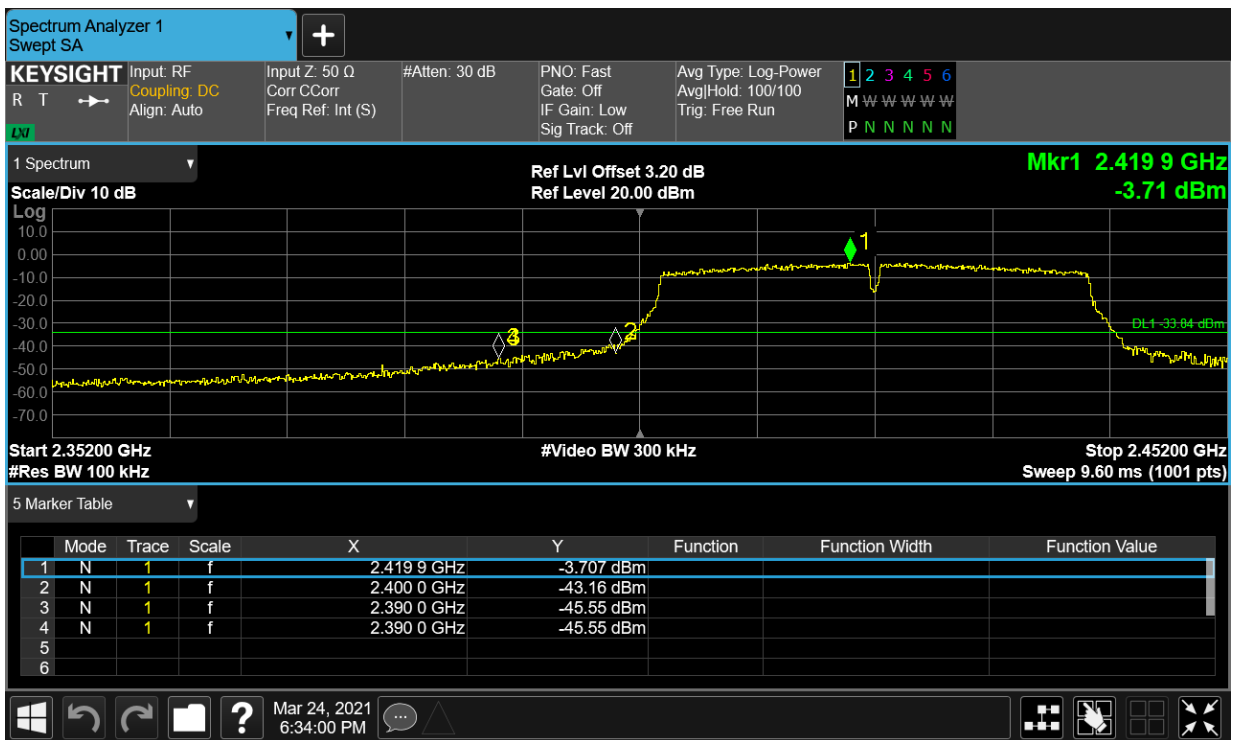 Spectrum Analyzer 1
Swept SA
+
KEYSIGHT
R T
LXI
Input: RF
Coupling: DC
Align: Auto
Input Z: 50 Ω
Corr CCorr
Freq Ref: Int (S)
#Atten: 30 dB
PNO: Fast
Gate: Off
IF Gain: Low
Sig Track: Off
Avg Type: Log-Power
Avg|Hold: 100/100
Trig: Free Run
1 2 3 4 5 6
M W W W W W
P N N N N N
1 Spectrum
Scale/Div 10 dB
Ref Lvl Offset 3.20 dB
Ref Level 20.00 dBm
Mkr1 2.419 9 GHz
-3.71 dBm
Log
10.0
0.00
-10.0
-20.0
-30.0
-40.0
-50.0
-60.0
-70.0
1
2
DL1 -33.84 dBm
Start 2.35200 GHz
#Video BW 300 kHz
Stop 2.45200 GHz
#Res BW 100 kHz
Sweep 9.60 ms (1001 pts)
5 Marker Table
Mode Trace Scale X Y Function Function Width Function Value
1 N 1 f 2.419 9 GHz -3.707 dBm
2 N 1 f 2.400 0 GHz -43.16 dBm
3 N 1 f 2.390 0 GHz -45.55 dBm
4 N 1 f 2.390 0 GHz -45.55 dBm
5
6
?
Mar 24, 2021
6:34:00 PM